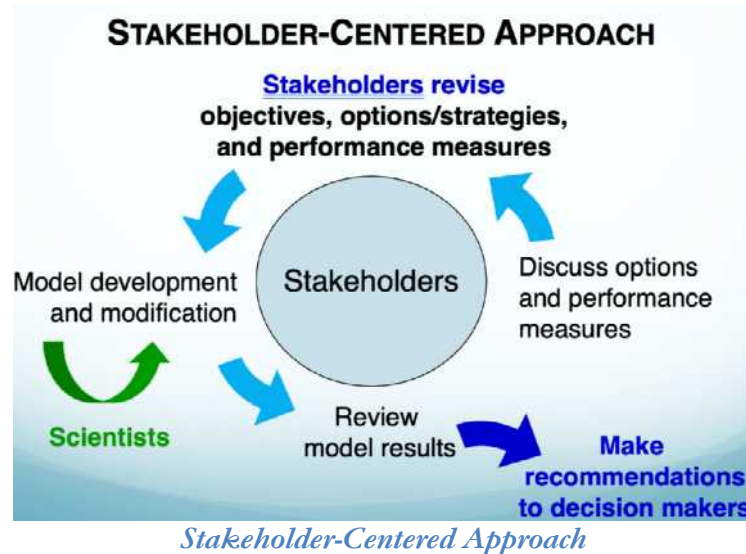 STAKEHOLDER-CENTERED APPROACH
Stakeholders revise
objectives, options/strategies,
and performance measures
Model development
and modification
Stakeholders
Discuss options
and performance
measures
Scientists
Review
model results
Make
recommendations
to decision makers
Stakeholder-Centered Approach